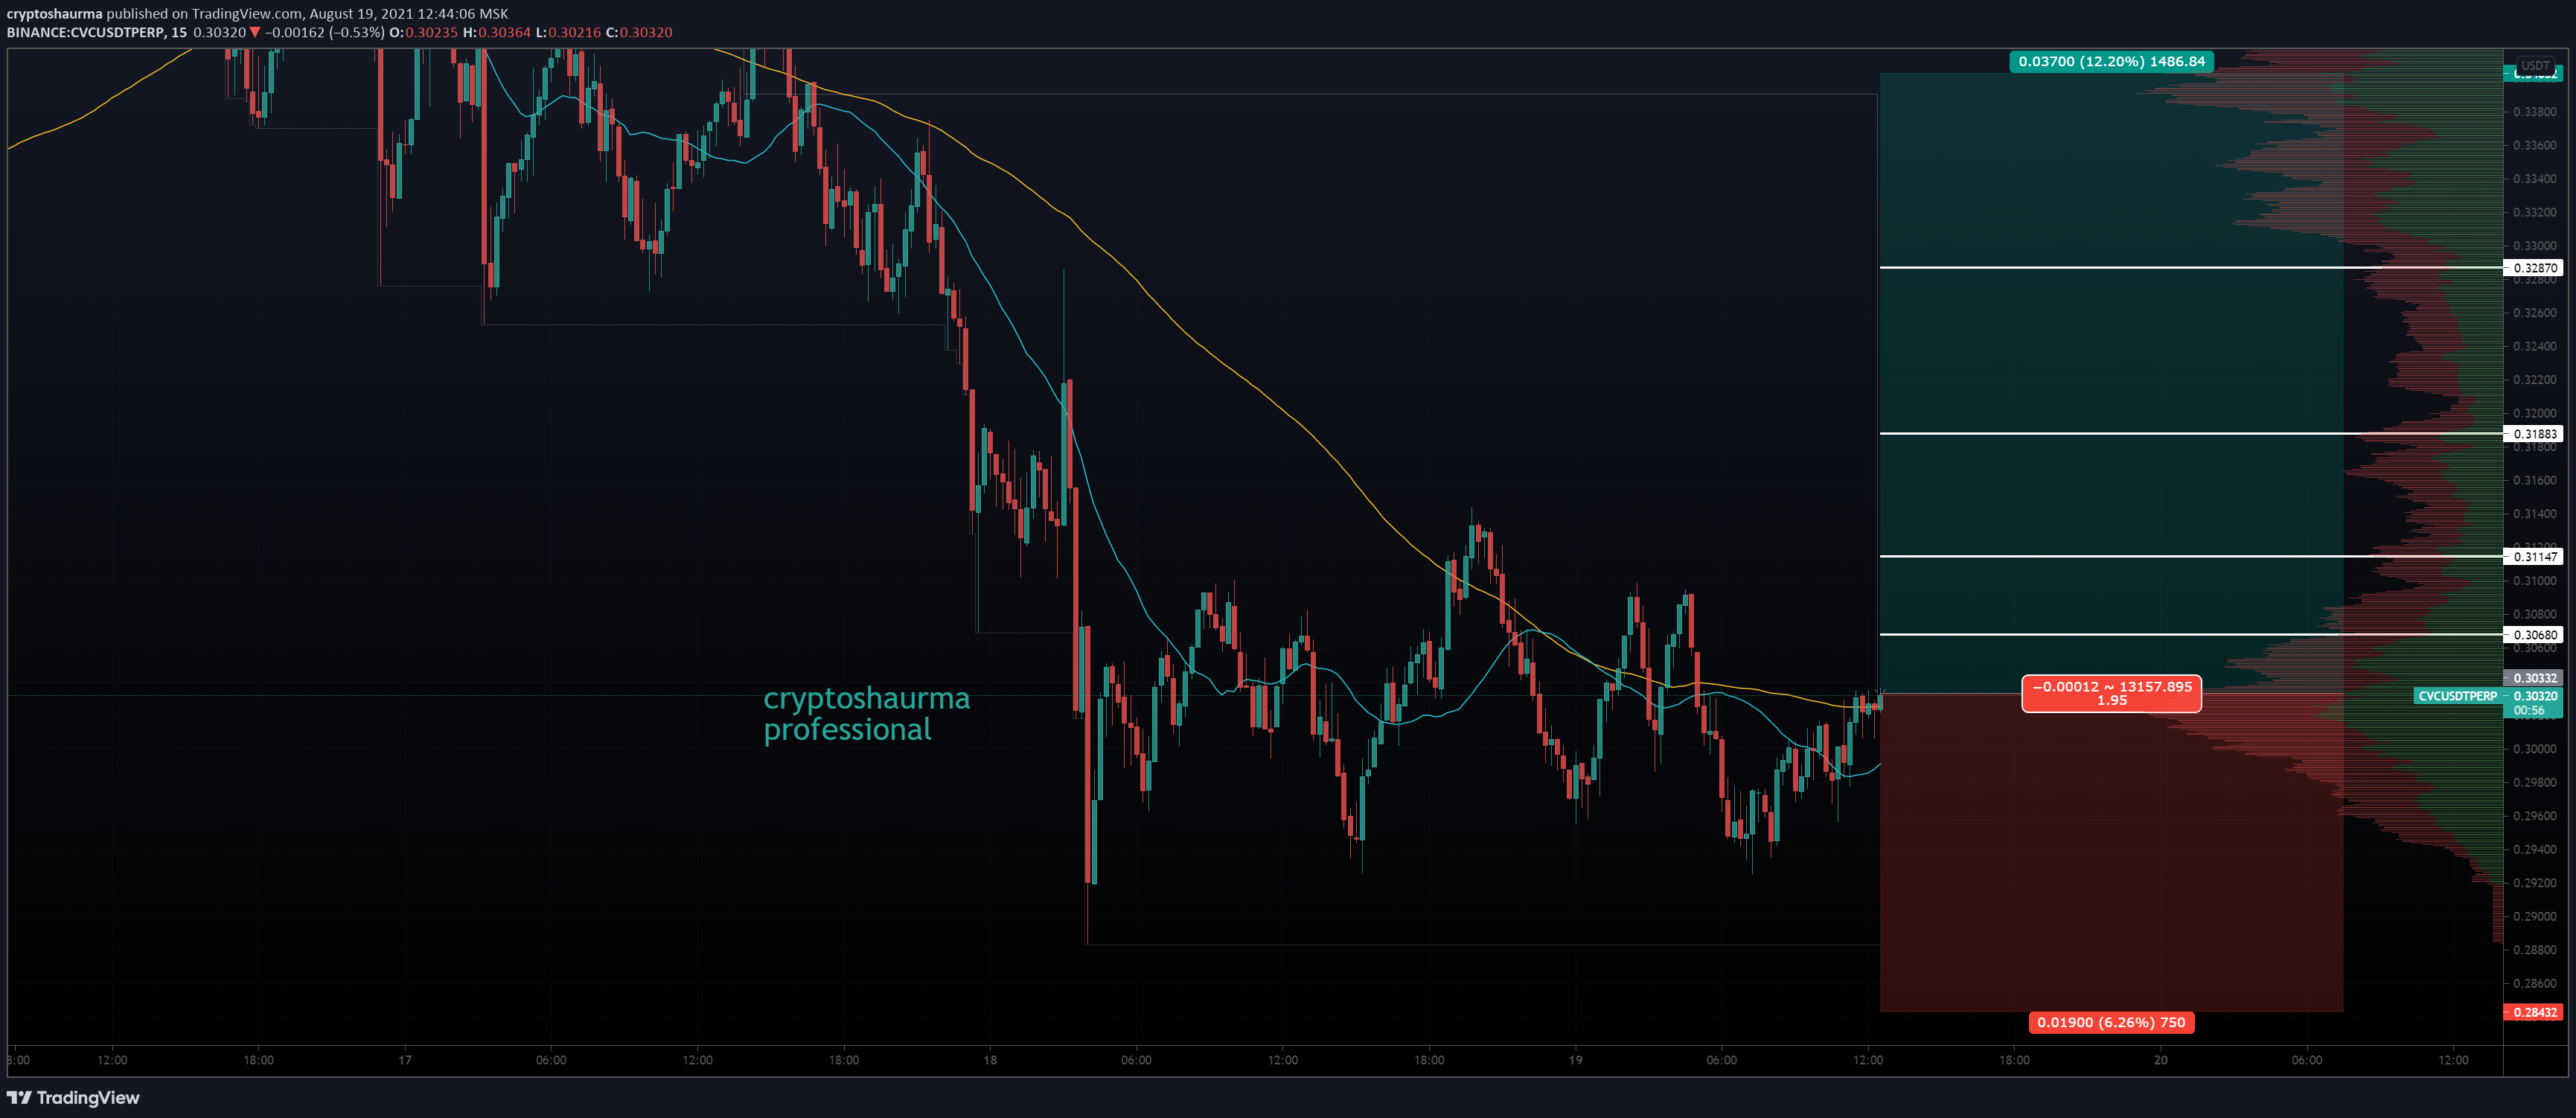 cryptoshaurma published on TradingView.com, August 19, 2021 12:44:06 MSK
BINANCE:CVCUSDTPERP, 15 0.30320 ▼ −0.00162 (−0.53%) O:0.30235 H:0.30364 L:0.30216 C:0.30320
0.03700 (12.20%) 1486.84
USDT
0.33800
0.33600
0.33400
0.33200
0.33000
0.32870
0.32800
0.32600
0.32400
0.32200
0.32000
0.31883
0.31800
0.31600
0.31400
0.31147
0.31000
0.30800
0.30680
0.30600
0.30332
−0.00012 ~ 13157.895
1.95
CVCUSDTPERP 0.30320
00:56
cryptoshaurma
professional
0.30000
0.29800
0.29600
0.29400
0.29200
0.29000
0.28800
0.28600
0.28432
0.01900 (6.26%) 750
12:00 18:00 17 06:00 12:00 18:00 18 06:00 12:00 18:00 19 06:00 12:00 18:00 20 06:00 12:00
TradingView